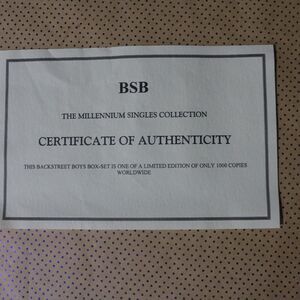 BSB
THE MILLENNIUM SINGLES COLLECTION
CERTIFICATE OF AUTHENTICITY
THIS BACKSTREET BOYS BOX-SET IS ONE OF A LIMITED EDITION OF ONLY 1000 COPIES
WORLDWIDE